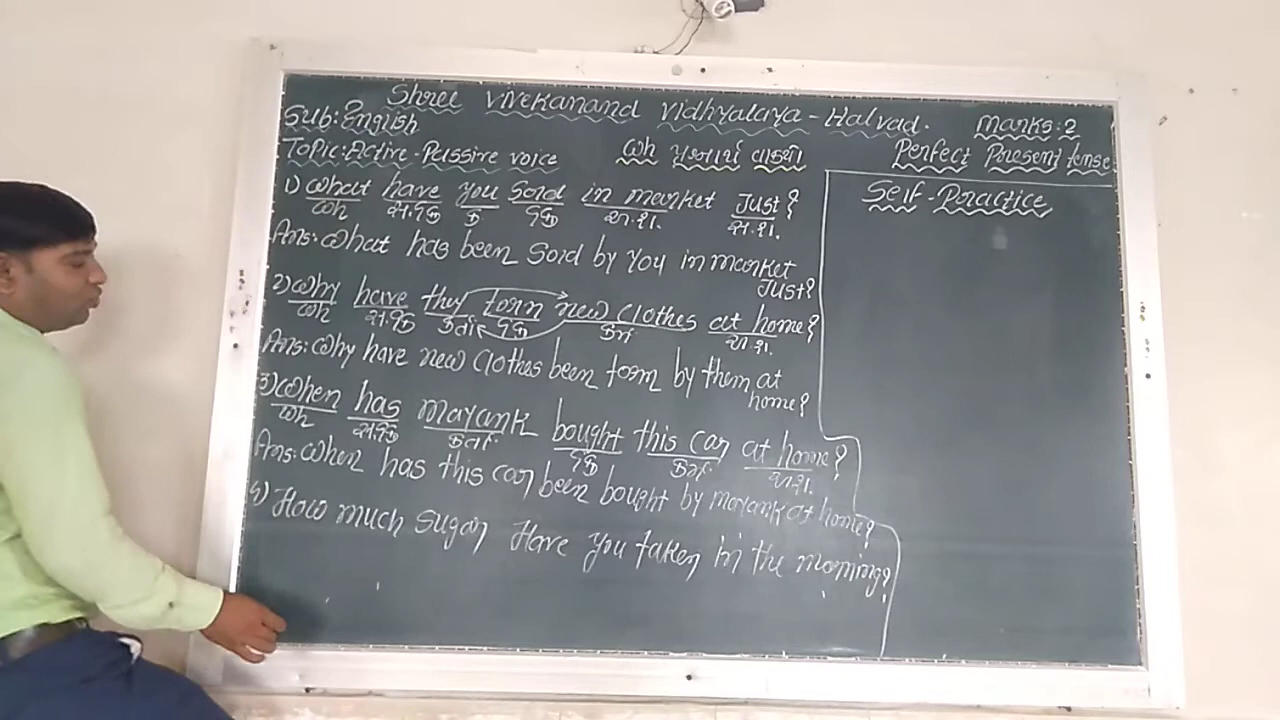 Shree Vivekanand Vidhyalaya - Halvad.
Sub: English
Marks: 2
Topic: Active - Passive voice
Wh પ્રશ્નાર્થ વાક્યો
Perfect Present tense
Self - Practice
1) What have you Sold in market Just?
Wh સ.ક્રિ ક ક્રિ અ.શ. અ.શ.
Ans: What has been Sold by you in market
Just?
2) Why have they torn new clothes at home?
Wh સ.ક્રિ કર્તા ક્રિ કર્મ અ.શ.
Ans: Why have new clothes been torn by them at
home?
3) When has Mayank bought this car at home?
Wh સ.ક્રિ કર્તા ક્રિ કર્મ અ.શ.
Ans: When has this car been bought by Mayank at home?
4) How much Sugar Have you taken in the morning?